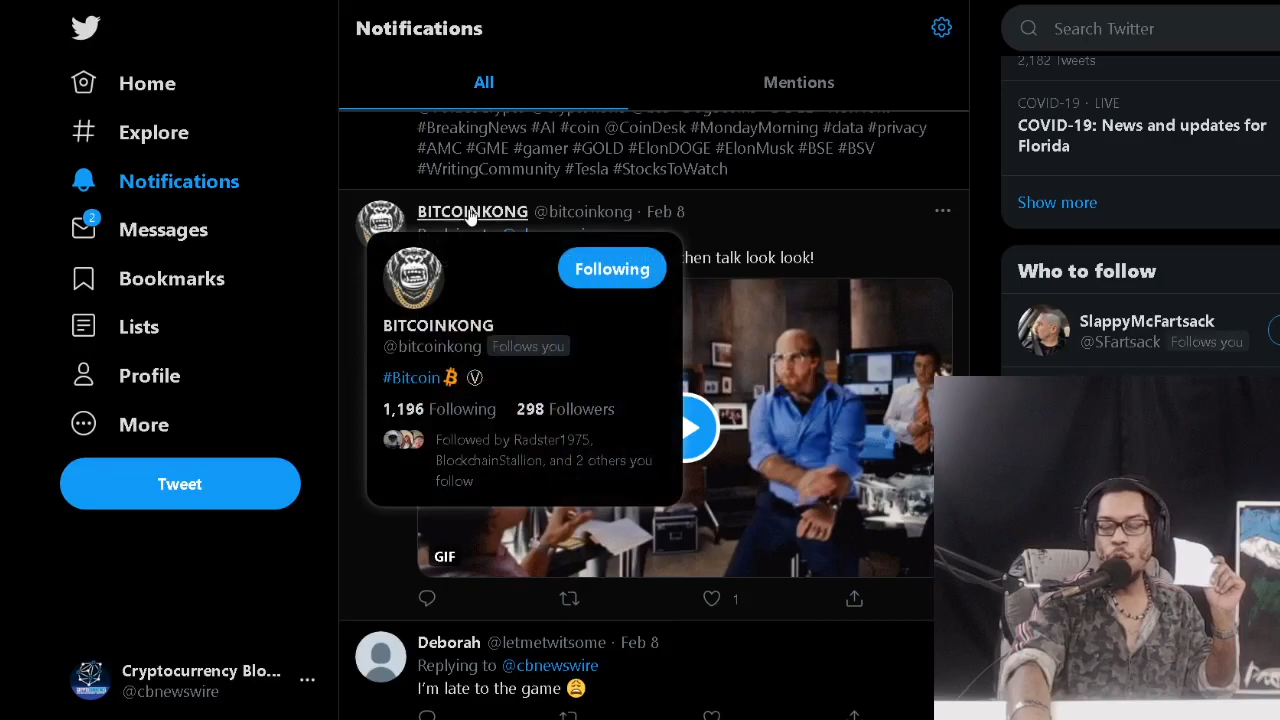 Home
Explore
Notifications
2
Messages
Bookmarks
Lists
Profile
More
Tweet
Cryptocurrency Blo...
@cbnewswire
Notifications
All
Mentions
#BreakingNews #AI #coin @CoinDesk #MondayMorning #data #privacy
#AMC #GME #gamer #GOLD #ElonDOGE #ElonMusk #BSE #BSV
#WritingCommunity #Tesla #StocksToWatch
BITCOINKONG @bitcoinkong · Feb 8
then talk look look!
Following
BITCOINKONG
@bitcoinkong Follows you
#Bitcoin
1,196 Following 298 Followers
Followed by Radster1975,
BlockchainStallion, and 2 others you
follow
GIF
1
Deborah @letmetwitsome · Feb 8
Replying to @cbnewswire
I'm late to the game 😩
Search Twitter
2,182 Tweets
COVID-19 · LIVE
COVID-19: News and updates for
Florida
Show more
Who to follow
SlappyMcFartsack
@SFartsack Follows you